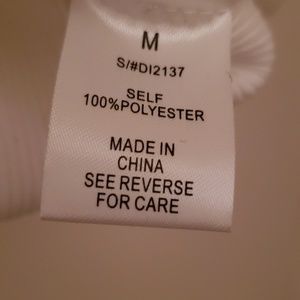 M
S/#DI2137
SELF
100%POLYESTER
MADE IN
CHINA
SEE REVERSE
FOR CARE